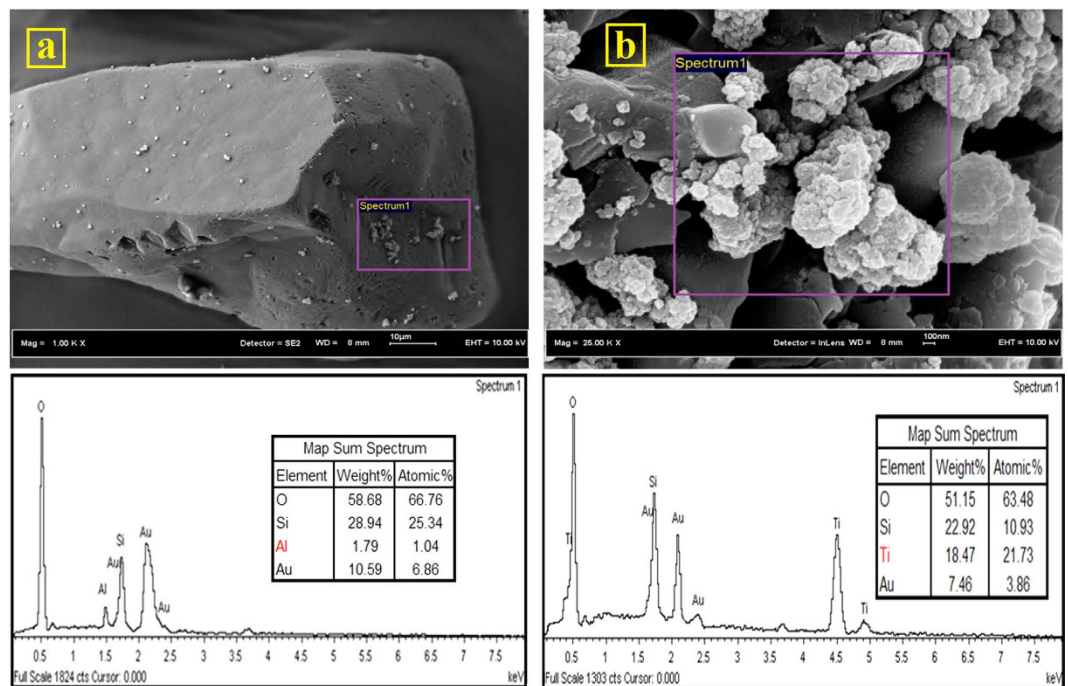 a
Spectrum1
Mag = 1.00 K X Detector = SE2 WD = 8 mm 10µm EHT = 10.00 kV
b
Spectrum1
Mag = 25.00 K X Detector = InLens WD = 8 mm 100nm EHT = 10.00 kV
Spectrum 1
O
Map Sum Spectrum
Element Weight% Atomic%
O 58.68 66.76
Si 28.94 25.34
Al 1.79 1.04
Au 10.59 6.86
Al
Au
Si
Au
Au
0.5 1 1.5 2 2.5 3 3.5 4 4.5 5 5.5 6 6.5 7 7.5
Full Scale 1824 cts Cursor: 0.000 keV
Spectrum 1
O
Map Sum Spectrum
Element Weight% Atomic%
O 51.15 63.48
Si 22.92 10.93
Ti 18.47 21.73
Au 7.46 3.86
Ti
Au
Si
Au
Au
Ti
Ti
0.5 1 1.5 2 2.5 3 3.5 4 4.5 5 5.5 6 6.5 7 7.5
Full Scale 1303 cts Cursor: 0.000 keV